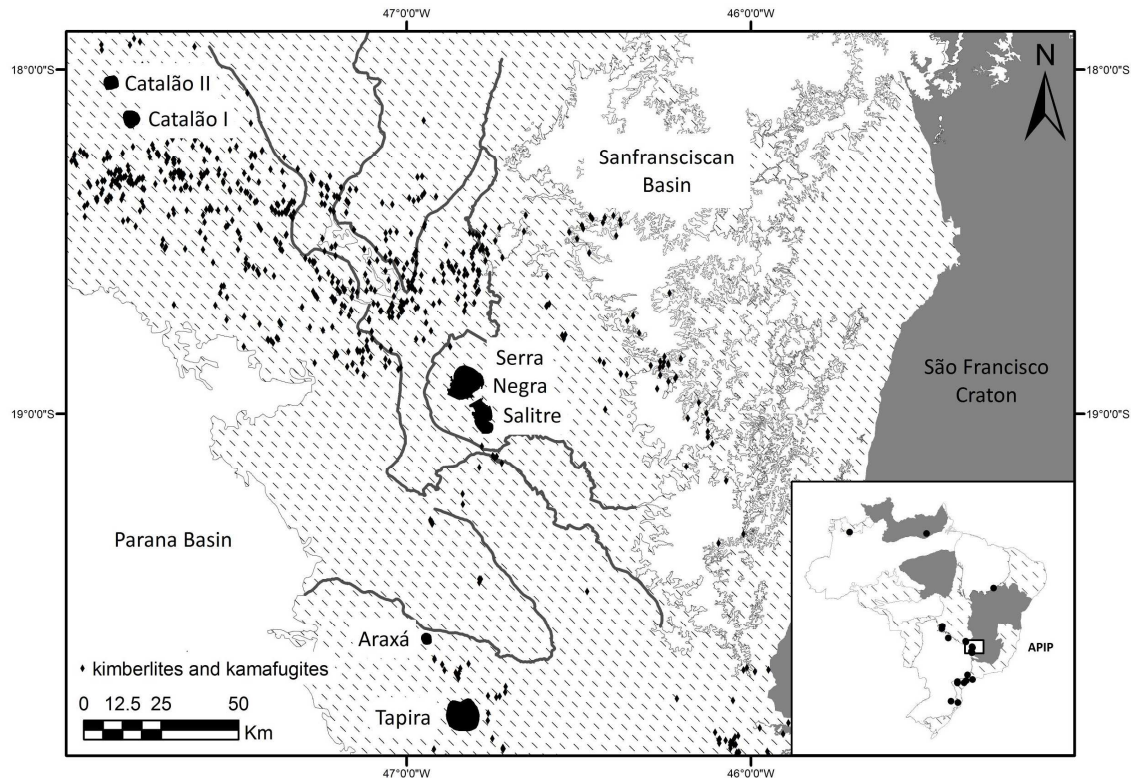 47°0'0"W
46°0'0"W
18°0'0"S
18°0'0"S
N
Catalão II
Catalão I
Sanfransciscan
Basin
Serra
Negra
Salitre
São Francisco
Craton
19°0'0"S
19°0'0"S
Parana Basin
Araxá
APIP
kimberlites and kamafugites
0 12.5 25 50
Km
Tapira
47°0'0"W
46°0'0"W